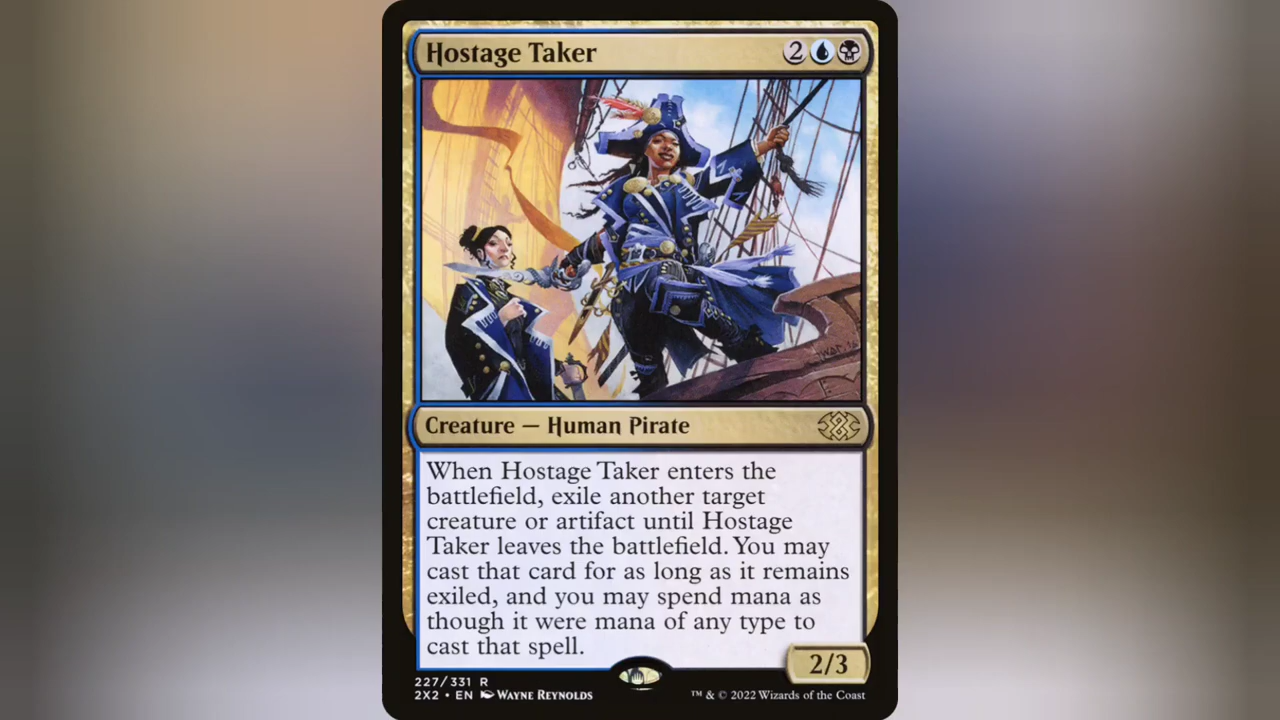 Hostage Taker 2
Creature — Human Pirate
When Hostage Taker enters the
battlefield, exile another target
creature or artifact until Hostage
Taker leaves the battlefield. You may
cast that card for as long as it remains
exiled, and you may spend mana as
though it were mana of any type to
cast that spell.
2/3
227/331 R
2X2 • EN Wayne Reynolds
™ & © 2022 Wizards of the Coast